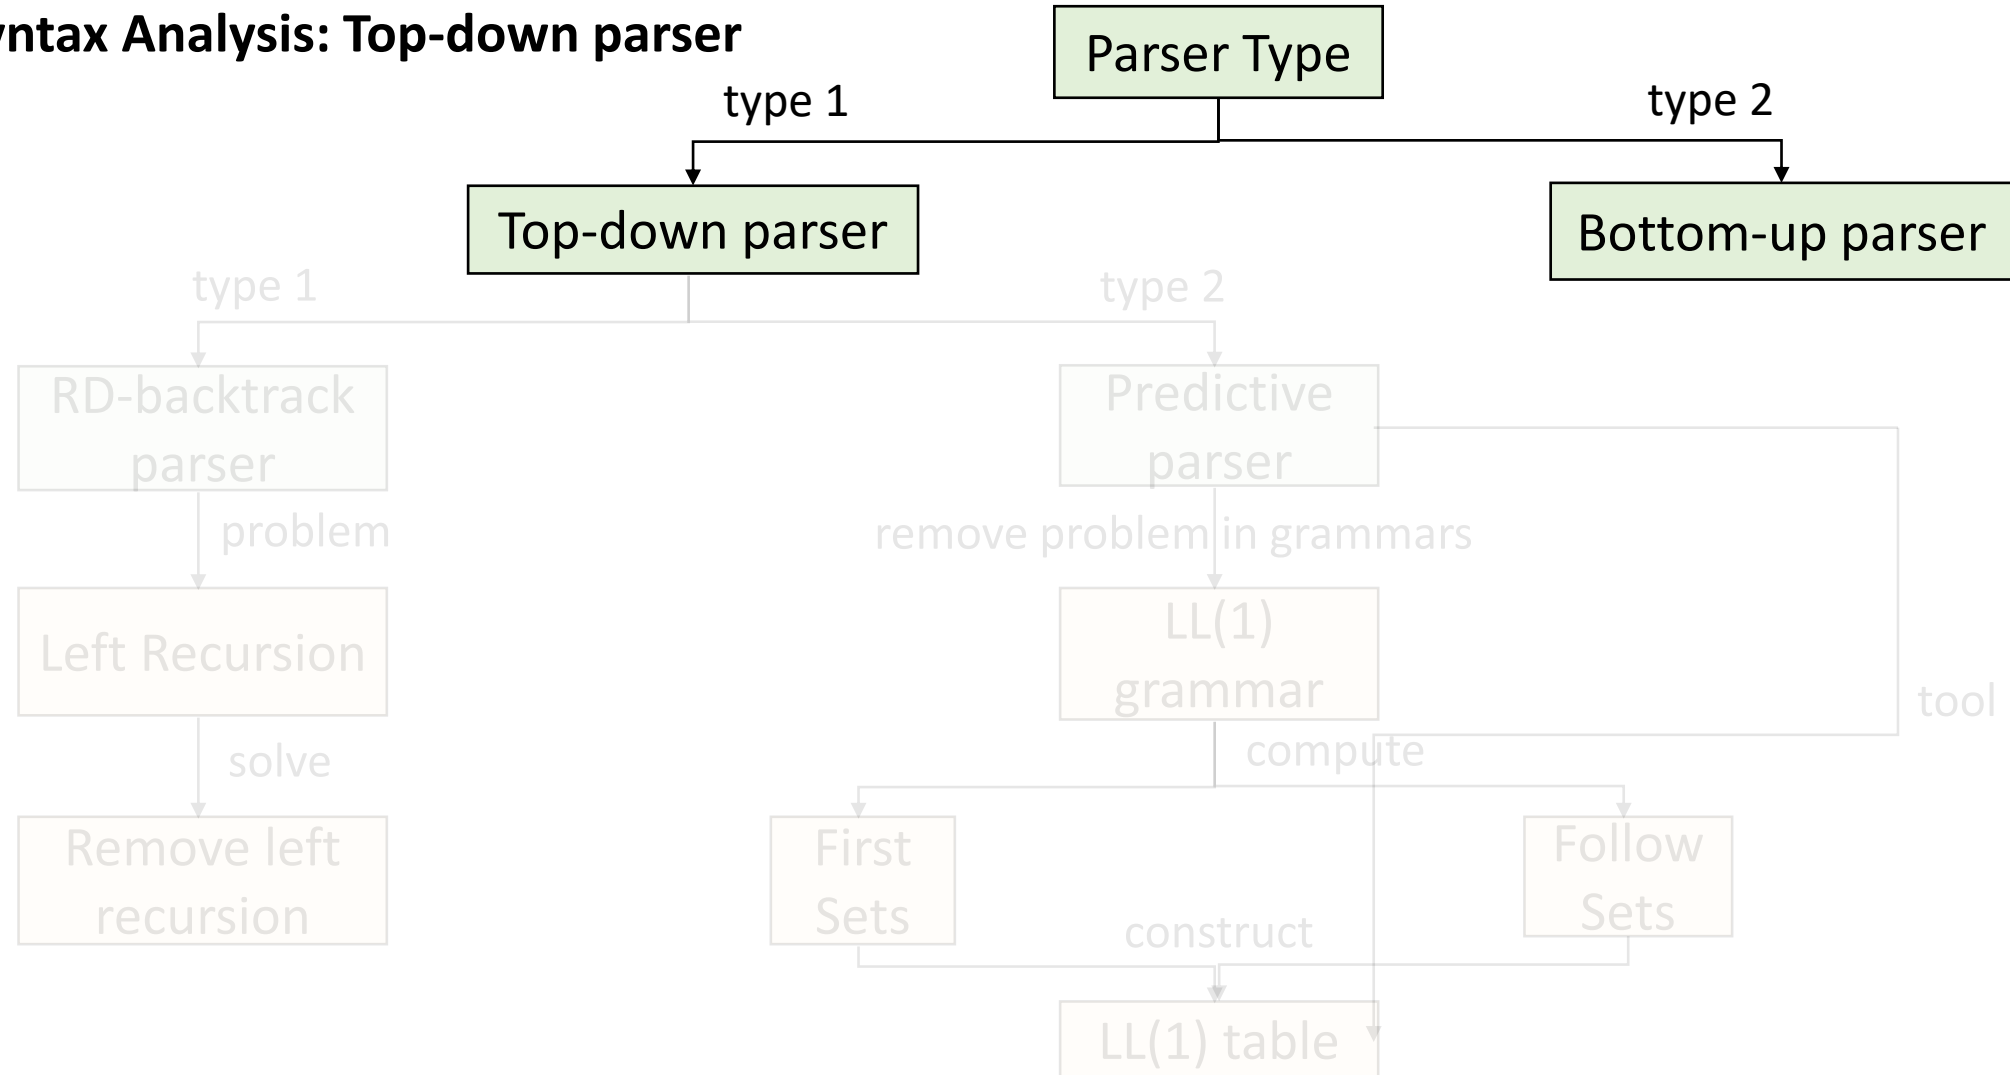 ntax Analysis: Top-down parser
Parser Type
type 1
type 2
Top-down parser
Bottom-up parser
type 1
type 2
RD-backtrack
parser
Predictive
parser
problem
remove problem in grammars
Left Recursion
LL(1)
grammar
tool
solve
compute
Remove left
recursion
First
Sets
Follow
Sets
construct
LL(1) table